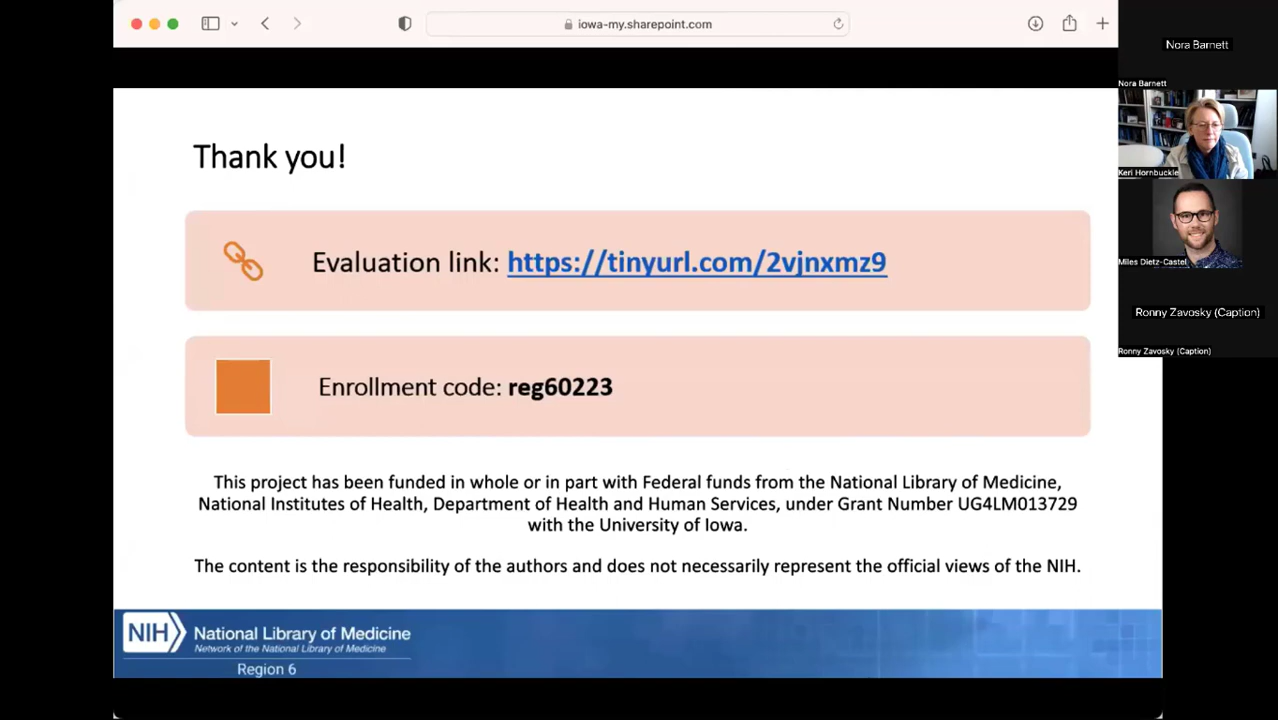 iowa-my.sharepoint.com
Nora Barnett
Nora Barnett
Keri Hornbuckle
Miles Dietz-Castel
Ronny Zavosky (Caption)
Ronny Zavosky (Caption)
Thank you!
Evaluation link: https://tinyurl.com/2vjnxmz9
Enrollment code: reg60223
This project has been funded in whole or in part with Federal funds from the National Library of Medicine,
National Institutes of Health, Department of Health and Human Services, under Grant Number UG4LM013729
with the University of Iowa.
The content is the responsibility of the authors and does not necessarily represent the official views of the NIH.
NIH National Library of Medicine
Network of the National Library of Medicine
Region 6